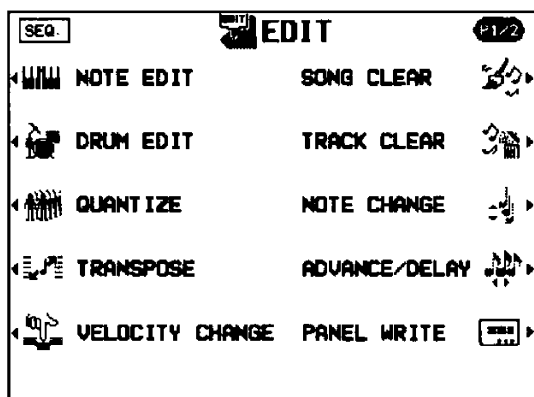 SEQ. EDIT EDIT P1/2
NOTE EDIT SONG CLEAR
DRUM EDIT TRACK CLEAR
QUANTIZE NOTE CHANGE
TRANSPOSE ADVANCE/DELAY
VELOCITY CHANGE PANEL WRITE